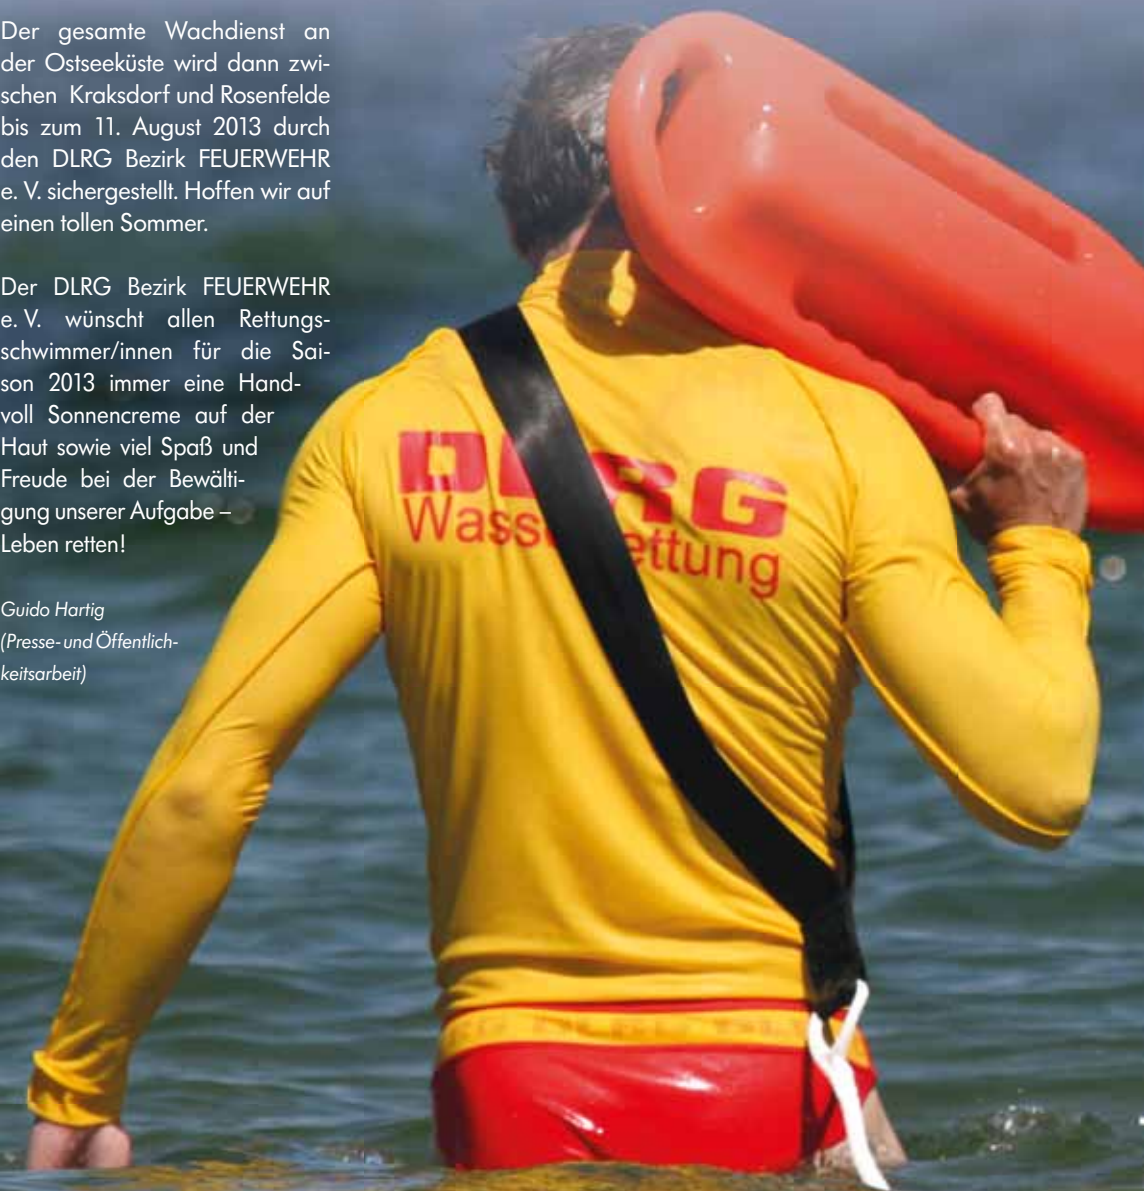 Der gesamte Wachdienst an
der Ostseeküste wird dann zwi-
schen Kraksdorf und Rosenfelde
bis zum 11. August 2013 durch
den DLRG Bezirk FEUERWEHR
e. V. sichergestellt. Hoffen wir auf
einen tollen Sommer.
Der DLRG Bezirk FEUERWEHR
e. V. wünscht allen Rettungs-
schwimmer/innen für die Sai-
son 2013 immer eine Hand-
voll Sonnencreme auf der
Haut sowie viel Spaß und
Freude bei der Bewälti-
gung unserer Aufgabe –
Leben retten!
Guido Hartig
(Presse- und Öffentlich-
keitsarbeit)
DLRG
Wass ettung